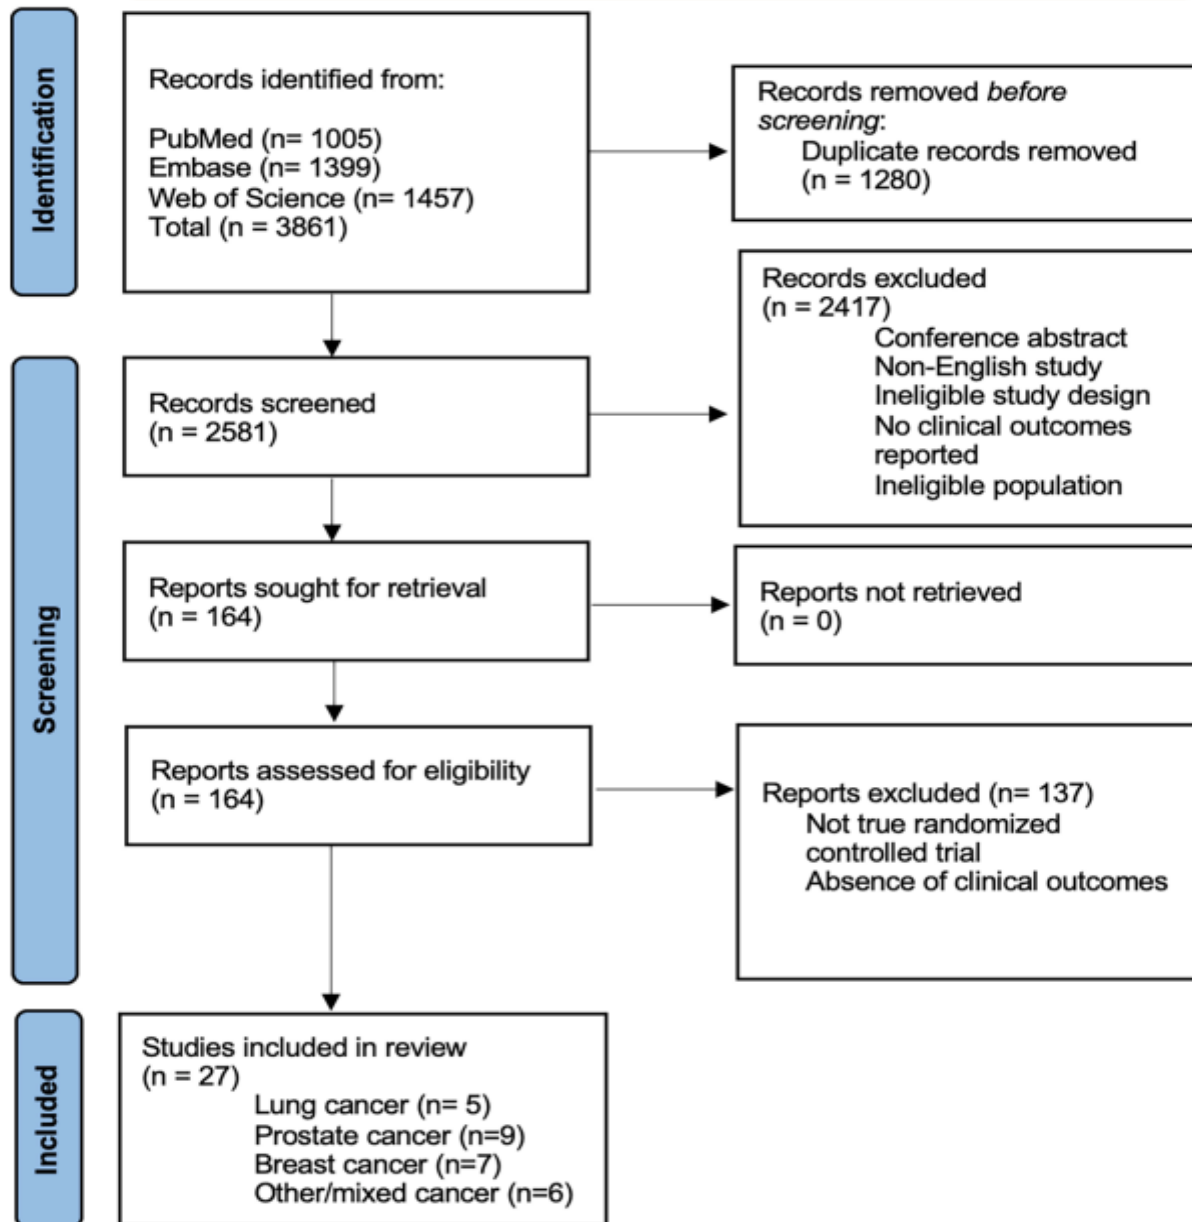 Identification
Records identified from:
PubMed (n= 1005)
Embase (n= 1399)
Web of Science (n= 1457)
Total (n = 3861)
Records removed before
screening:
Duplicate records removed
(n = 1280)
Screening
Records screened
(n = 2581)
Records excluded
(n = 2417)
Conference abstract
Non-English study
Ineligible study design
No clinical outcomes
reported
Ineligible population
Reports sought for retrieval
(n = 164)
Reports not retrieved
(n = 0)
Reports assessed for eligibility
(n = 164)
Reports excluded (n= 137)
Not true randomized
controlled trial
Absence of clinical outcomes
Included
Studies included in review
(n = 27)
Lung cancer (n= 5)
Prostate cancer (n=9)
Breast cancer (n=7)
Other/mixed cancer (n=6)